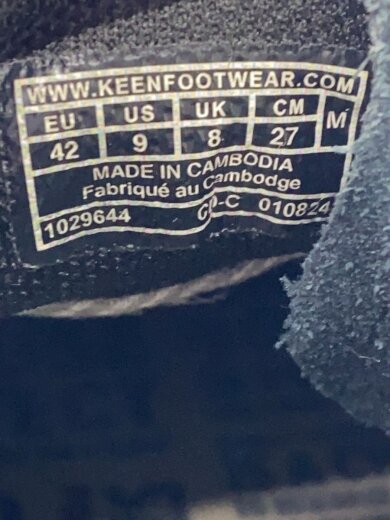 WWW.KEENFOOTWEAR.COM
EU US UK CM M
42 9 8 27
MADE IN CAMBODIA
Fabriqué au Cambodge
1029644 010824